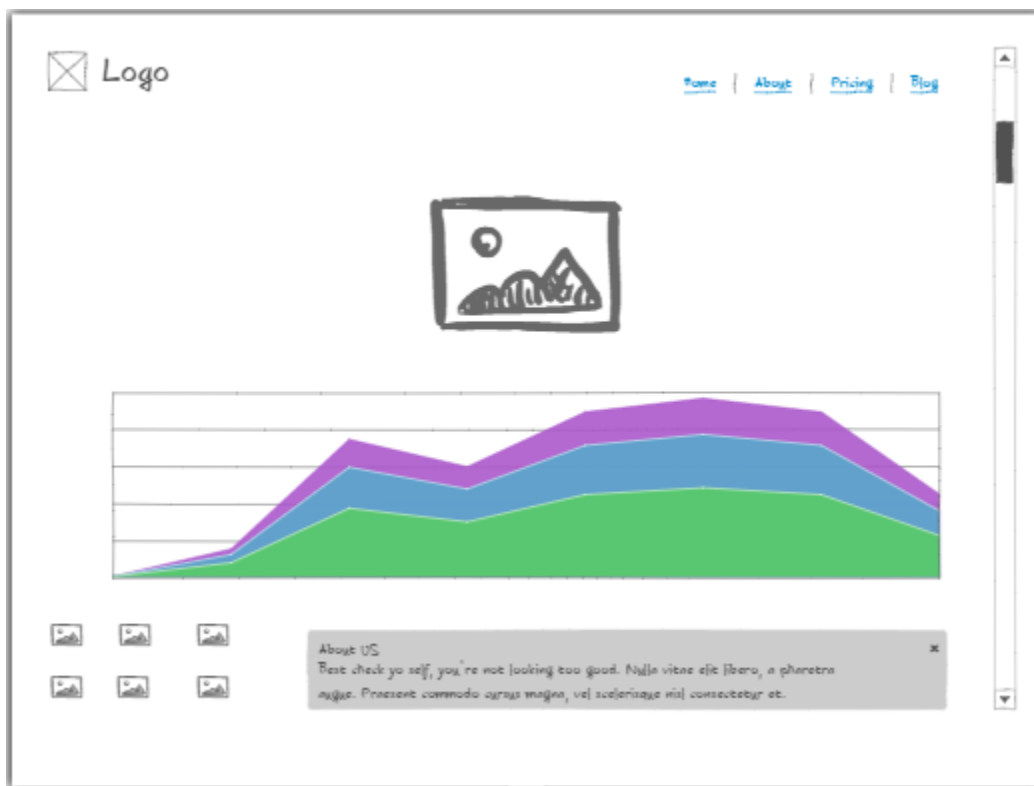 Logo
Home | About | Pricing | Blog
About US
Best check yo self, you're not looking too good. Nulla vitae elit libero, a pharetra
augue. Praesent commodo cursus magna, vel scelerisque nisl consectetur et.